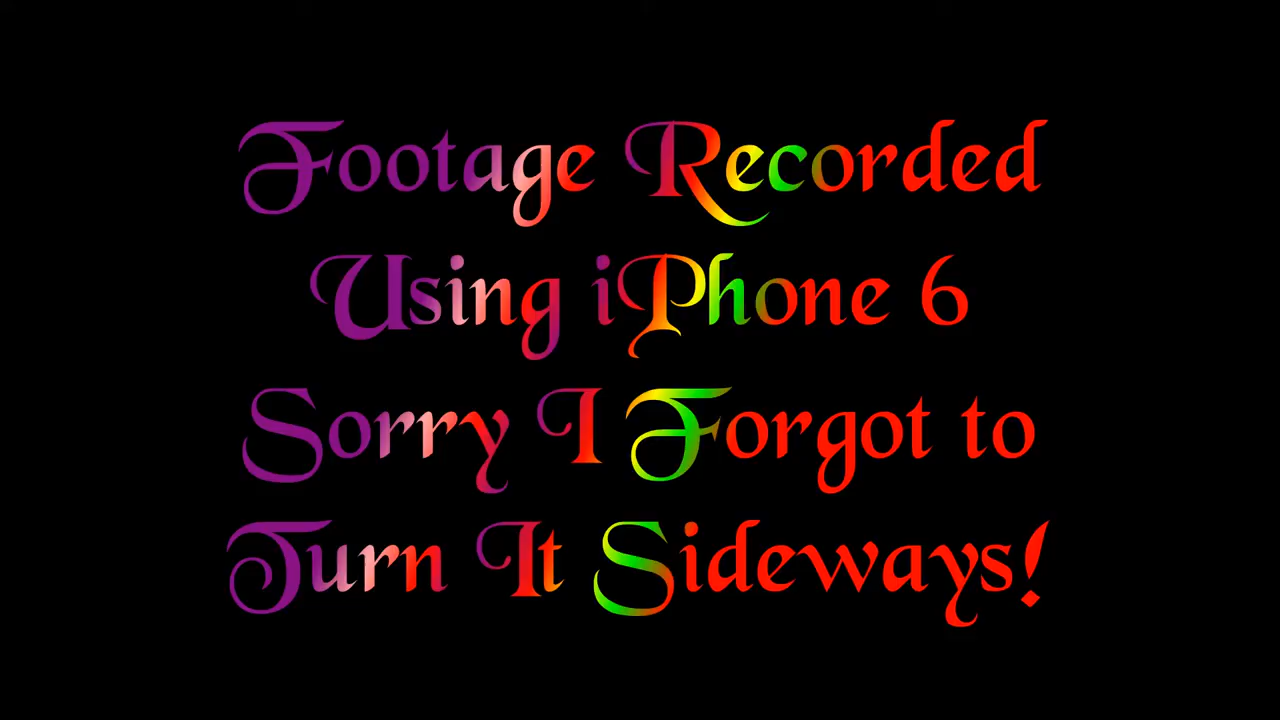 Footage Recorded
Using iPhone 6
Sorry I Forgot to
Turn It Sideways!